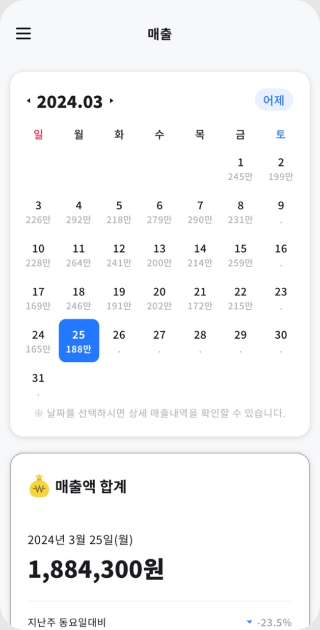 매출
2024.03
어제
일 월 화 수 목 금 토
1 2
245만 199만
3 4 5 6 7 8 9
226만 292만 218만 279만 290만 231만 .
10 11 12 13 14 15 16
228만 264만 241만 200만 214만 259만 .
17 18 19 20 21 22 23
169만 246만 191만 202만 172만 215만 .
24 25 26 27 28 29 30
165만 188만 . . . . .
31
.
※ 날짜를 선택하시면 상세 매출내역을 확인할 수 있습니다.
매출액 합계
2024년 3월 25일(월)
1,884,300원
지난주 동요일대비 -23.5%